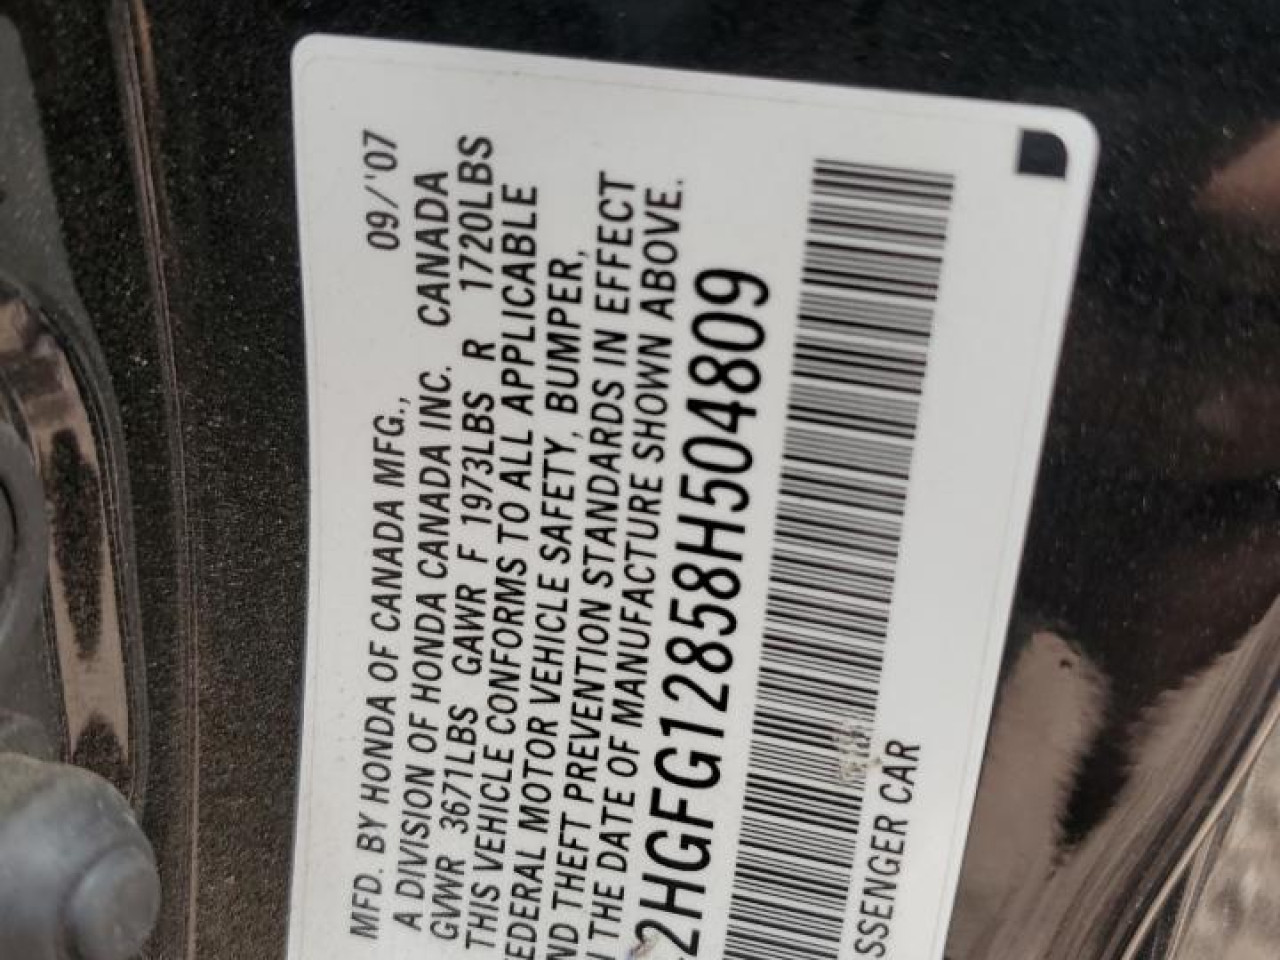 09/'07
MFD. BY HONDA OF CANADA MFG.,
A DIVISION OF HONDA CANADA INC. CANADA
GVWR 3671LBS GAWR F 1973LBS R 1720LBS
THIS VEHICLE CONFORMS TO ALL APPLICABLE
FEDERAL MOTOR VEHICLE SAFETY, BUMPER,
ND THEFT PREVENTION STANDARDS IN EFFECT
N THE DATE OF MANUFACTURE SHOWN ABOVE.
2HGFG12858H504809
SSENGER CAR